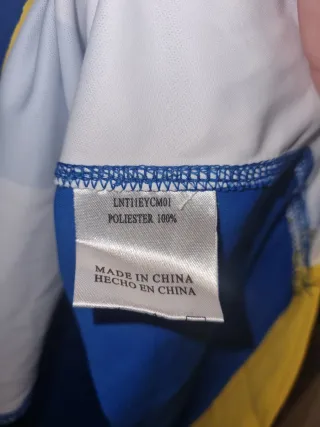 LNT11EYCM01
POLIESTER 100%
MADE IN CHINA
HECHO EN CHINA